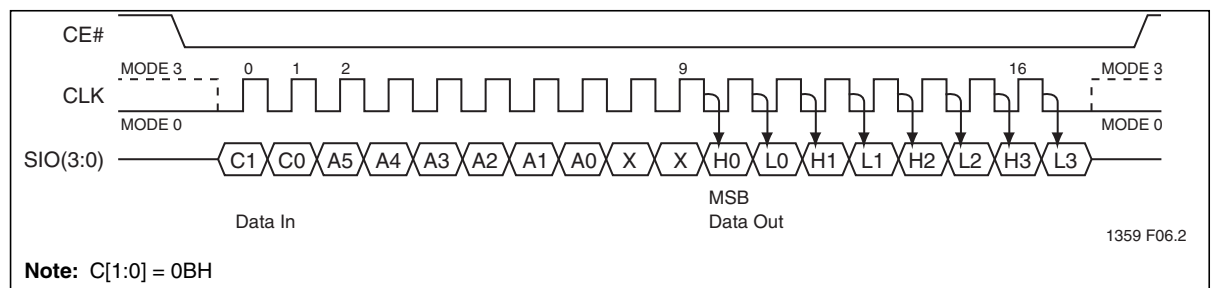 CE#
MODE 3 0 1 2 9 16 MODE 3
CLK
MODE 0 MODE 0
SIO(3:0) C1 C0 A5 A4 A3 A2 A1 A0 X X H0 L0 H1 L1 H2 L2 H3 L3
MSB
Data In Data Out
1359 F06.2
Note: C[1:0] = 0BH